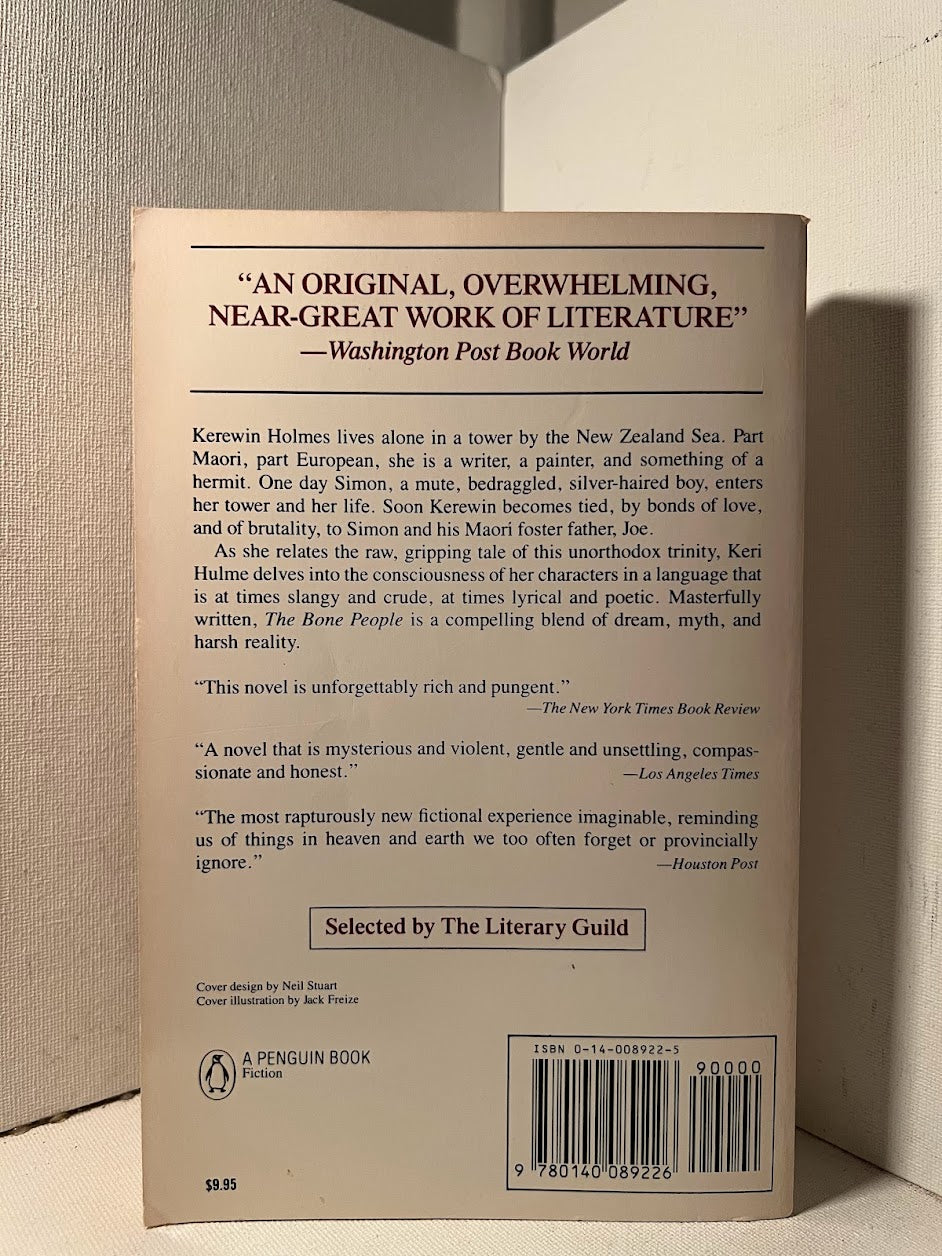 “AN ORIGINAL, OVERWHELMING,
NEAR-GREAT WORK OF LITERATURE”
—Washington Post Book World
Kerewin Holmes lives alone in a tower by the New Zealand Sea. Part
Maori, part European, she is a writer, a painter, and something of a
hermit. One day Simon, a mute, bedraggled, silver-haired boy, enters
her tower and her life. Soon Kerewin becomes tied, by bonds of love,
and of brutality, to Simon and his Maori foster father, Joe.
As she relates the raw, gripping tale of this unorthodox trinity, Keri
Hulme delves into the consciousness of her characters in a language that
is at times slangy and crude, at times lyrical and poetic. Masterfully
written, The Bone People is a compelling blend of dream, myth, and
harsh reality.
“This novel is unforgettably rich and pungent.”
—The New York Times Book Review
“A novel that is mysterious and violent, gentle and unsettling, compas-
sionate and honest.” —Los Angeles Times
“The most rapturously new fictional experience imaginable, reminding
us of things in heaven and earth we too often forget or provincially
ignore.” —Houston Post
Selected by The Literary Guild
Cover design by Neil Stuart
Cover illustration by Jack Freize
A PENGUIN BOOK
Fiction
ISBN 0-14-008922-5
90000
9 780140 089226
$9.95